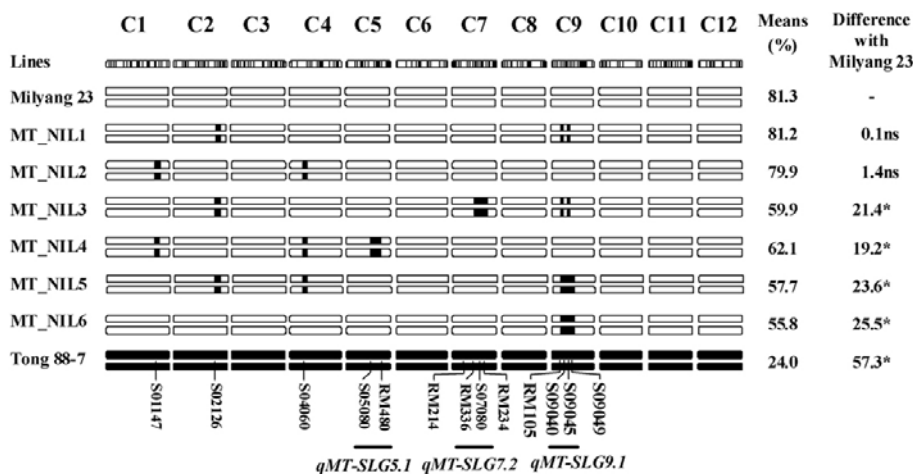 C1 C2 C3 C4 C5 C6 C7 C8 C9 C10 C11 C12 Means (%) Difference with Milyang 23
Lines
Milyang 23 81.3 -
MT_NIL1 81.2 0.1ns
MT_NIL2 79.9 1.4ns
MT_NIL3 59.9 21.4*
MT_NIL4 62.1 19.2*
MT_NIL5 57.7 23.6*
MT_NIL6 55.8 25.5*
Tong 88-7 24.0 57.3*
S01147 S02126 S04060 S05080 RM480 RM214 RM336 S07080 RM234 RM105 S09040 S09045 S09049
qMT-SLG5.1 qMT-SLG7.2 qMT-SLG9.1